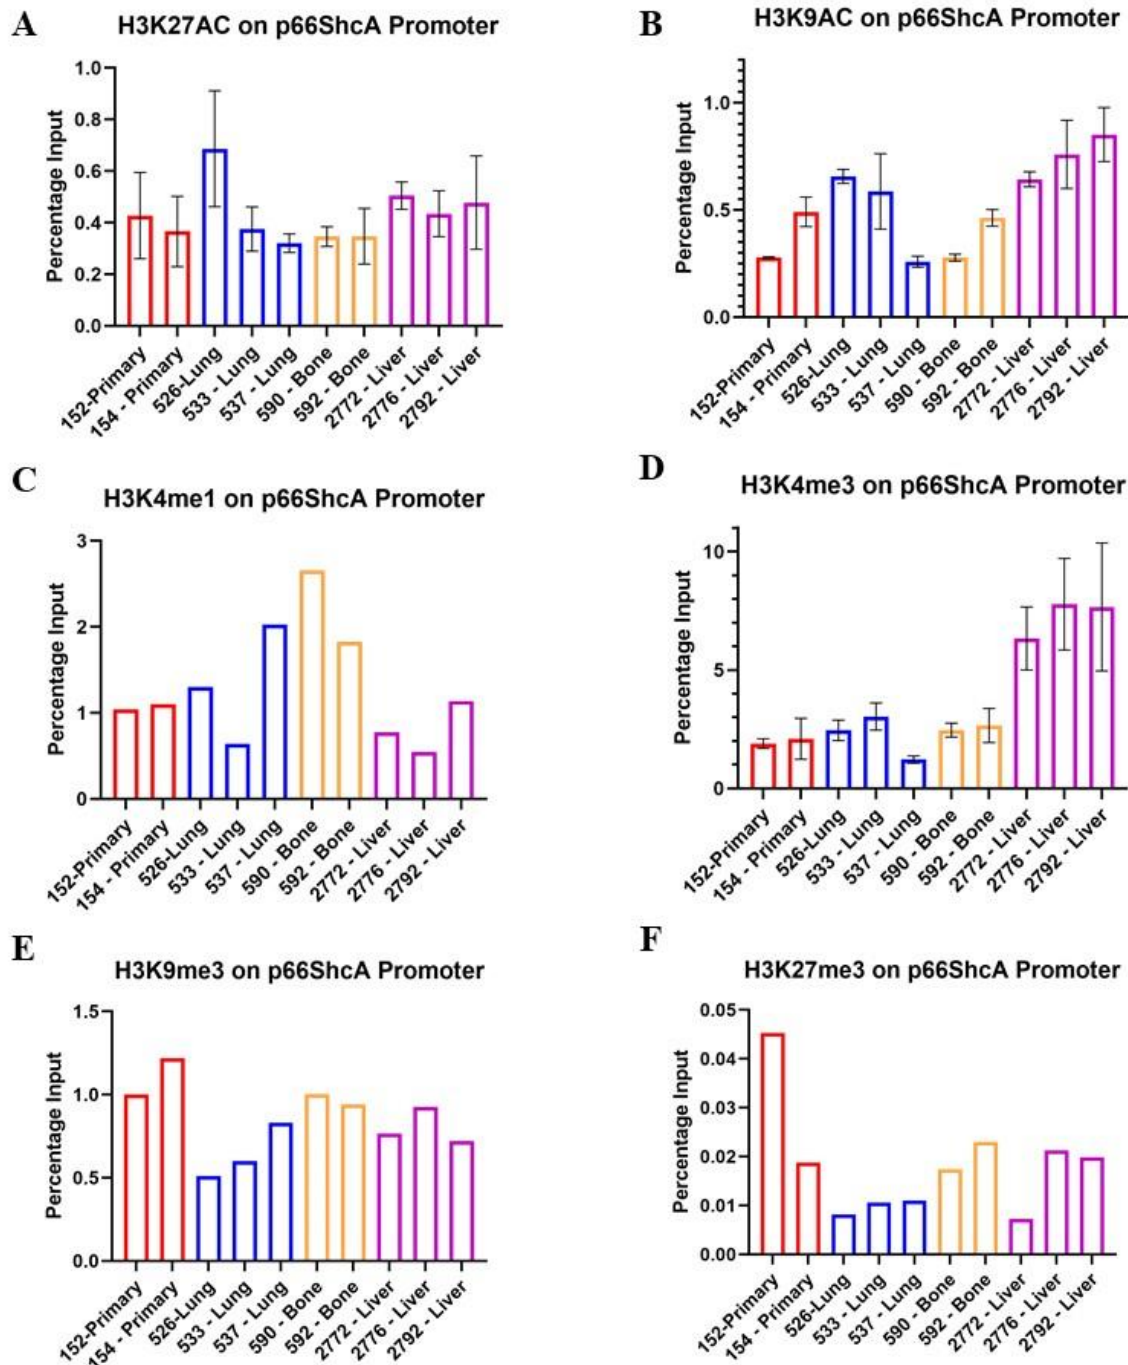 A
H3K27AC on p66ShcA Promoter
Percentage Input
1.0
0.8
0.6
0.4
0.2
0.0
152-Primary
154 - Primary
526-Lung
533 - Lung
537 - Lung
590 - Bone
592 - Bone
2772 - Liver
2776 - Liver
2792 - Liver
B
H3K9AC on p66ShcA Promoter
Percentage Input
1.0
0.5
0.0
152-Primary
154 - Primary
526-Lung
533 - Lung
537 - Lung
590 - Bone
592 - Bone
2772 - Liver
2776 - Liver
2792 - Liver
C
H3K4me1 on p66ShcA Promoter
Percentage Input
3
2
1
0
152-Primary
154 - Primary
526-Lung
533 - Lung
537 - Lung
590 - Bone
592 - Bone
2772 - Liver
2776 - Liver
2792 - Liver
D
H3K4me3 on p66ShcA Promoter
Percentage Input
10
5
0
152-Primary
154 - Primary
526-Lung
533 - Lung
537 - Lung
590 - Bone
592 - Bone
2772 - Liver
2776 - Liver
2792 - Liver
E
H3K9me3 on p66ShcA Promoter
Percentage Input
1.5
1.0
0.5
0.0
152-Primary
154 - Primary
526-Lung
533 - Lung
537 - Lung
590 - Bone
592 - Bone
2772 - Liver
2776 - Liver
2792 - Liver
F
H3K27me3 on p66ShcA Promoter
Percentage Input
0.05
0.04
0.03
0.02
0.01
0.00
152-Primary
154 - Primary
526-Lung
533 - Lung
537 - Lung
590 - Bone
592 - Bone
2772 - Liver
2776 - Liver
2792 - Liver